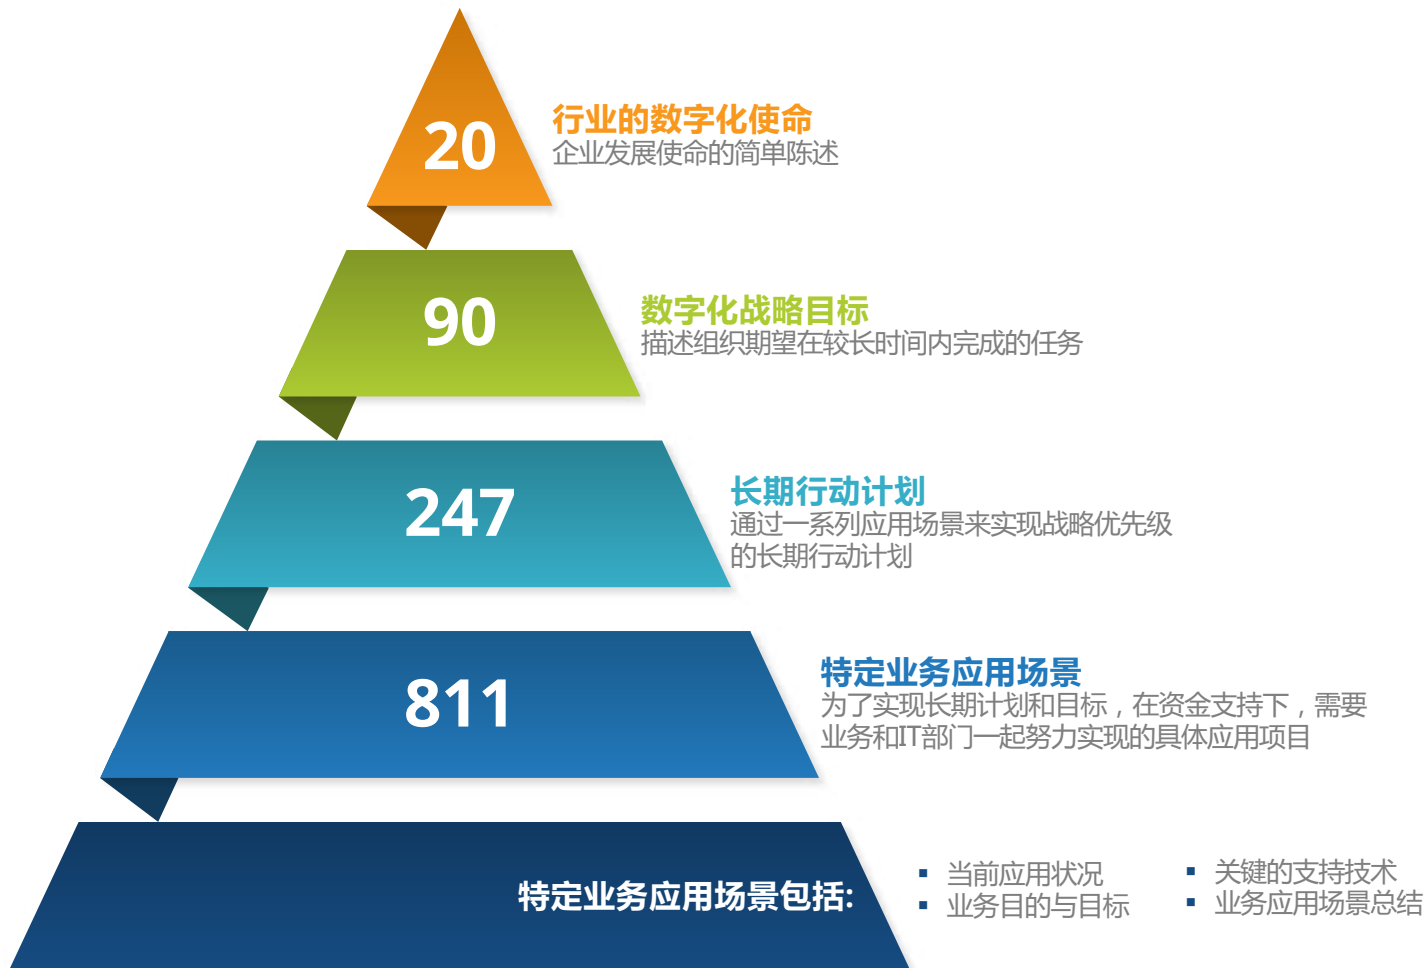 20
行业的数字化使命
企业发展使命的简单陈述
90
数字化战略目标
描述组织期望在较长时间内完成的任务
247
长期行动计划
通过一系列应用场景来实现战略优先级
的长期行动计划
811
特定业务应用场景
为了实现长期计划和目标，在资金支持下，需要
业务和IT部门一起努力实现的具体应用项目
特定业务应用场景包括:
▪ 当前应用状况
▪ 业务目的与目标
▪ 关键的支持技术
▪ 业务应用场景总结